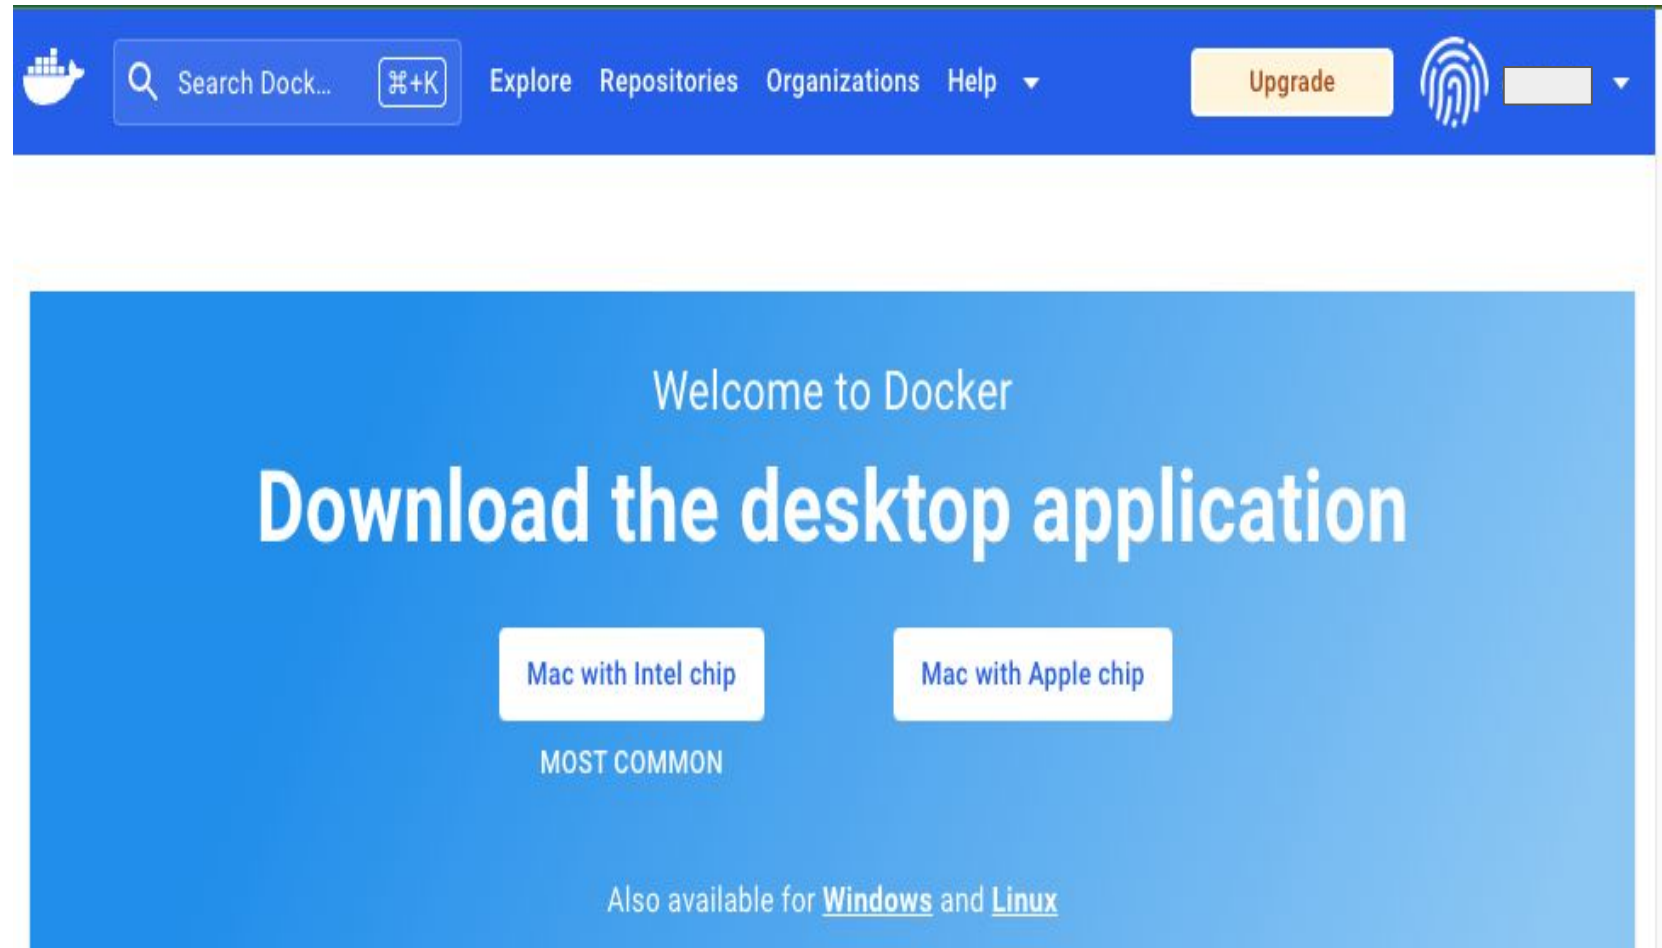 Search Dock... ⌘+K Explore Repositories Organizations Help Upgrade
Welcome to Docker
Download the desktop application
Mac with Intel chip Mac with Apple chip
MOST COMMON
Also available for Windows and Linux